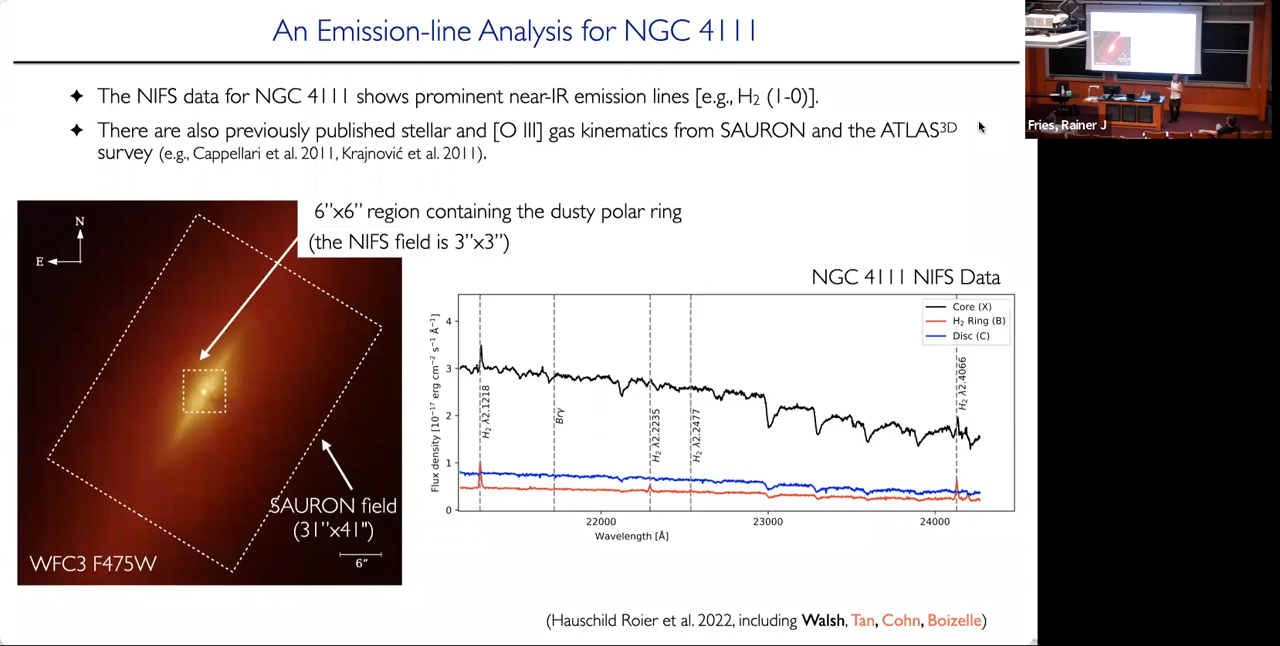 An Emission-line Analysis for NGC 4111
✦ The NIFS data for NGC 4111 shows prominent near-IR emission lines [e.g., H₂ (1-0)].
✦ There are also previously published stellar and [O III] gas kinematics from SAURON and the ATLAS³ᴰ
survey (e.g., Cappellari et al. 2011, Krajnović et al. 2011).
Fries, Rainer J
6”x6” region containing the dusty polar ring
(the NIFS field is 3”x3”)
N
E
SAURON field
(31”x41")
WFC3 F475W
6”
NGC 4111 NIFS Data
Core (X)
H₂ Ring (B)
Disc (C)
Flux density [10⁻¹⁷ erg cm⁻² s⁻¹ Å⁻¹]
4
3
2
1
0
H₂ λ2.1218
Brγ
H₂ λ2.2235
H₂ λ2.2477
H₂ λ2.4066
22000 23000 24000
Wavelength [Å]
(Hauschild Roier et al. 2022, including Walsh, Tan, Cohn, Boizelle)